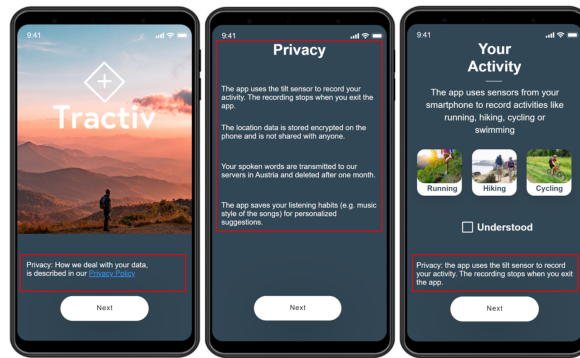 9:41
Tractiv
Privacy: How we deal with your data,
is described in our Privacy Policy
Next
9:41
Privacy
The app uses the tilt sensor to record your
activity. The recording stops when you exit the
app.
The location data is stored encrypted on the
phone and is not shared with anyone.
Your spoken words are transmitted to our
servers in Austria and deleted after one month.
The app saves your listening habits (e.g. music
style of the songs) for personalized
suggestions.
Next
9:41
Your
Activity
The app uses sensors from your
smartphone to record activities like
running, hiking, cycling or
swimming
Running
Hiking
Cycling
Understood
Privacy: the app uses the tilt sensor to record
your activity. The recording stops when you exit
the app.
Next